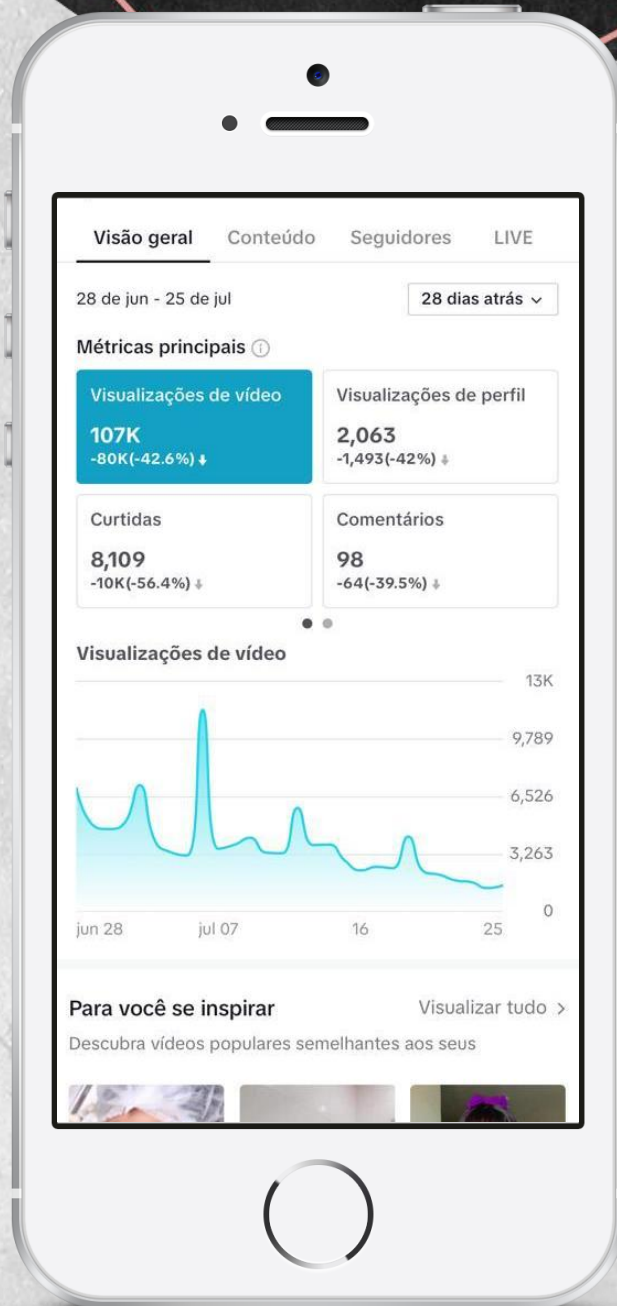 Visão geral Conteúdo Seguidores LIVE
28 de jun - 25 de jul 28 dias atrás
Métricas principais
Visualizações de vídeo Visualizações de perfil
107K 2,063
-80K(-42.6%) -1,493(-42%)
Curtidas Comentários
8,109 98
-10K(-56.4%) -64(-39.5%)
Visualizações de vídeo
13K
9,789
6,526
3,263
0
jun 28 jul 07 16 25
Para você se inspirar Visualizar tudo >
Descubra vídeos populares semelhantes aos seus